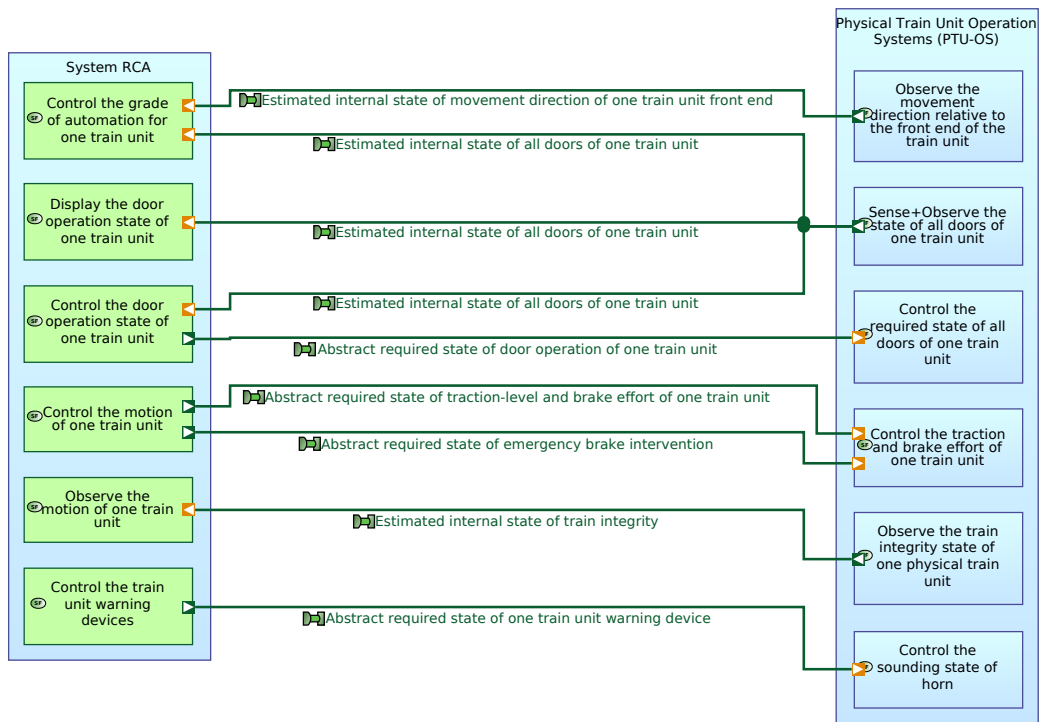 System RCA
Control the grade
of automation for
one train unit
Display the door
operation state of
one train unit
Control the door
operation state of
one train unit
Control the motion
of one train unit
Observe the
motion of one train
unit
Control the train
unit warning
devices
Estimated internal state of movement direction of one train unit front end
Estimated internal state of all doors of one train unit
Estimated internal state of all doors of one train unit
Estimated internal state of all doors of one train unit
Abstract required state of door operation of one train unit
Abstract required state of traction-level and brake effort of one train unit
Abstract required state of emergency brake intervention
Estimated internal state of train integrity
Abstract required state of one train unit warning device
Physical Train Unit Operation
Systems (PTU-OS)
Observe the
movement
direction relative to
the front end of the
train unit
Sense+Observe the
state of all doors of
one train unit
Control the
required state of all
doors of one train
unit
Control the traction
and brake effort of
one train unit
Observe the train
integrity state of
one physical train
unit
Control the
sounding state of
horn
SF
SF
SF
SF
SF
SF